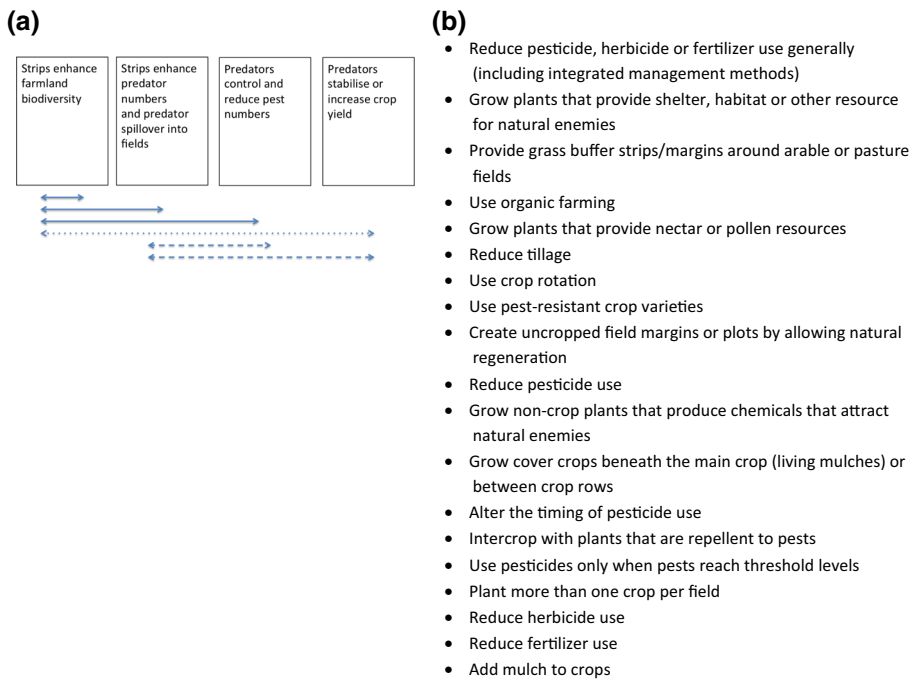 (a)
Strips enhance
farmland
biodiversity
Strips enhance
predator
numbers
and predator
spillover into
fields
Predators
control and
reduce pest
numbers
Predators
stabilise or
increase crop
yield
(b)
• Reduce pesticide, herbicide or fertilizer use generally
(including integrated management methods)
• Grow plants that provide shelter, habitat or other resource
for natural enemies
• Provide grass buffer strips/margins around arable or pasture
fields
• Use organic farming
• Grow plants that provide nectar or pollen resources
• Reduce tillage
• Use crop rotation
• Use pest-resistant crop varieties
• Create uncropped field margins or plots by allowing natural
regeneration
• Reduce pesticide use
• Grow non-crop plants that produce chemicals that attract
natural enemies
• Grow cover crops beneath the main crop (living mulches) or
between crop rows
• Alter the timing of pesticide use
• Intercrop with plants that are repellent to pests
• Use pesticides only when pests reach threshold levels
• Plant more than one crop per field
• Reduce herbicide use
• Reduce fertilizer use
• Add mulch to crops